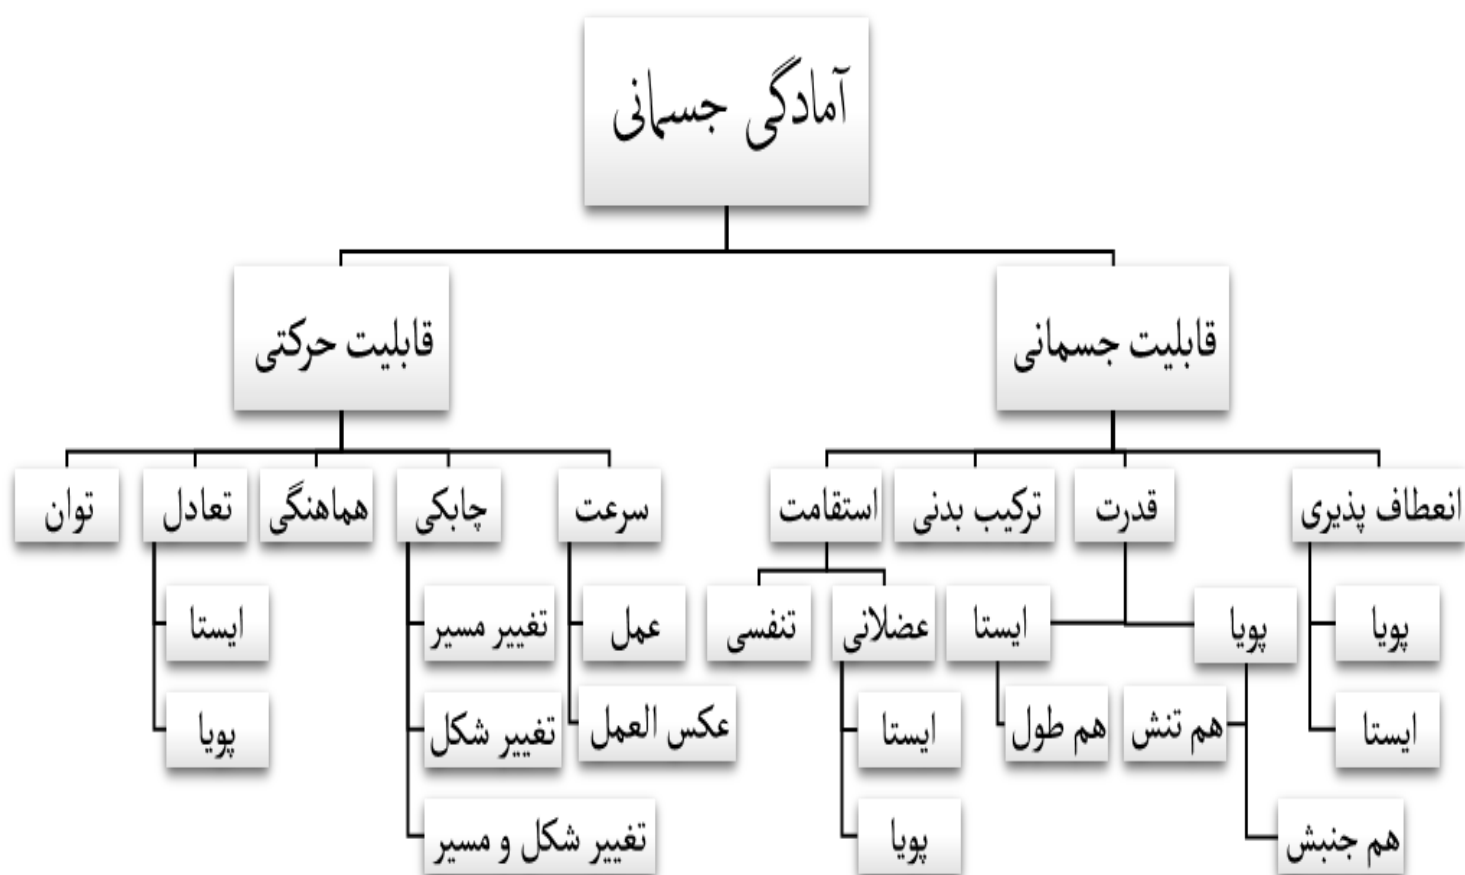 آمادگی جسمانی
قابلیت جسمانی
قابلیت حرکتی
انعطاف پذیری
قدرت
ترکیب بدنی
استقامت
سرعت
چابکی
هماهنگی
تعادل
توان
پویا
پویا
ایستا
عضلانی
تنفسی
عمل
تغییر مسیر
ایستا
ایستا
هم تنش
هم طول
ایستا
عکس العمل
تغییر شکل
پویا
هم جنبش
پویا
تغییر شکل و مسیر